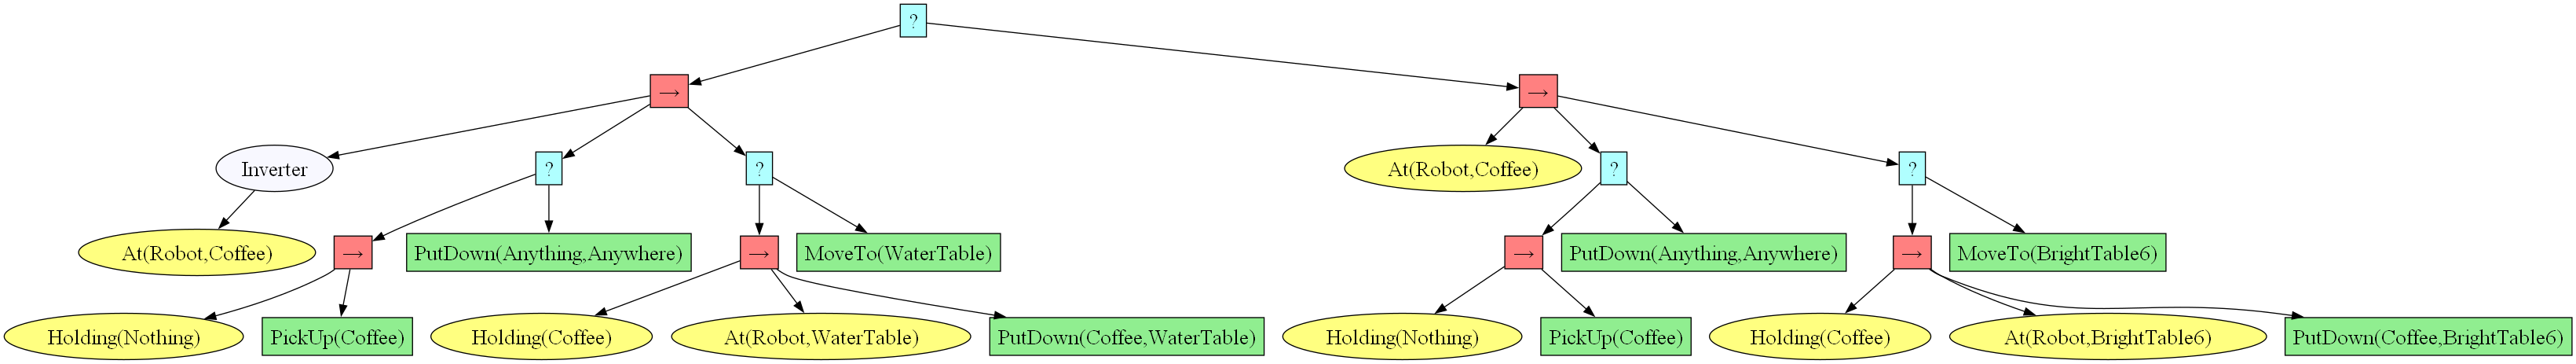 ?
→ →
Inverter ? ? At(Robot,Coffee) ? ?
At(Robot,Coffee) → PutDown(Anything,Anywhere) → MoveTo(WaterTable) → PutDown(Anything,Anywhere) → MoveTo(BrightTable6)
Holding(Nothing) PickUp(Coffee) Holding(Coffee) At(Robot,WaterTable) PutDown(Coffee,WaterTable) Holding(Nothing) PickUp(Coffee) Holding(Coffee) At(Robot,BrightTable6) PutDown(Coffee,BrightTable6)